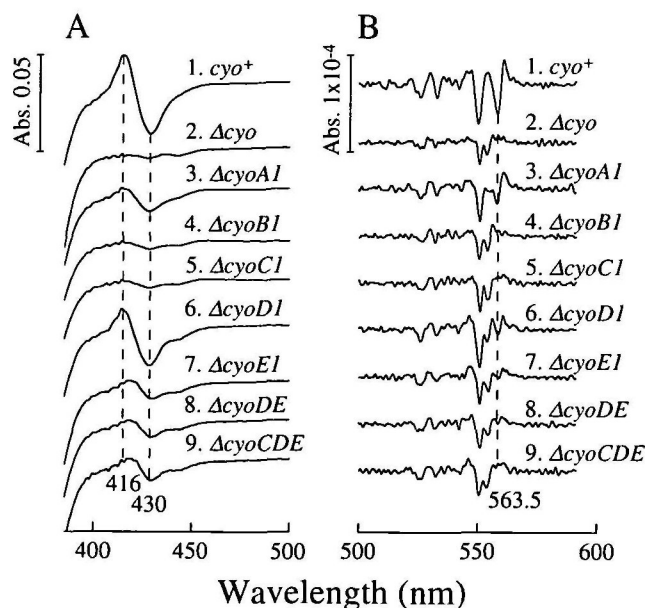 A
Abs. 0.05
1. cyo+
2. Δcyo
3. ΔcyoA1
4. ΔcyoB1
5. ΔcyoC1
6. ΔcyoD1
7. ΔcyoE1
8. ΔcyoDE
9. ΔcyoCDE
416
430
400
450
500
B
Abs. 1x10-4
1. cyo+
2. Δcyo
3. ΔcyoA1
4. ΔcyoB1
5. ΔcyoC1
6. ΔcyoD1
7. ΔcyoE1
8. ΔcyoDE
9. ΔcyoCDE
563.5
500
550
600
Wavelength (nm)